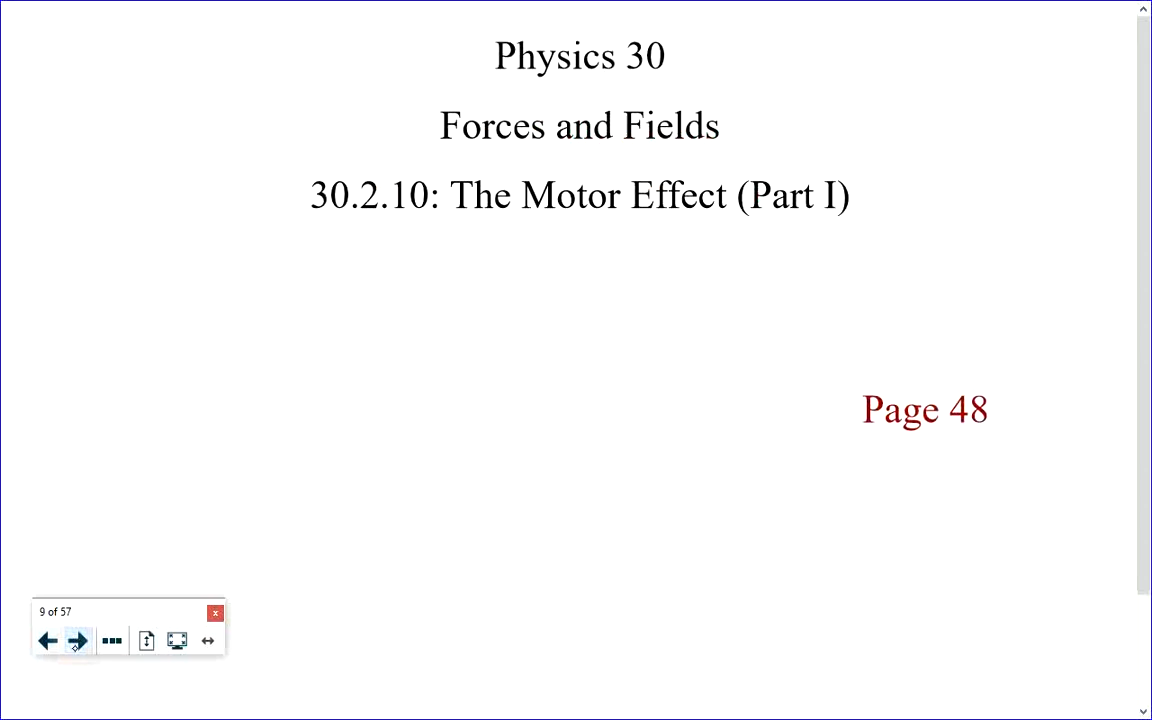 Physics 30
Forces and Fields
30.2.10: The Motor Effect (Part I)
Page 48
9 of 57
x